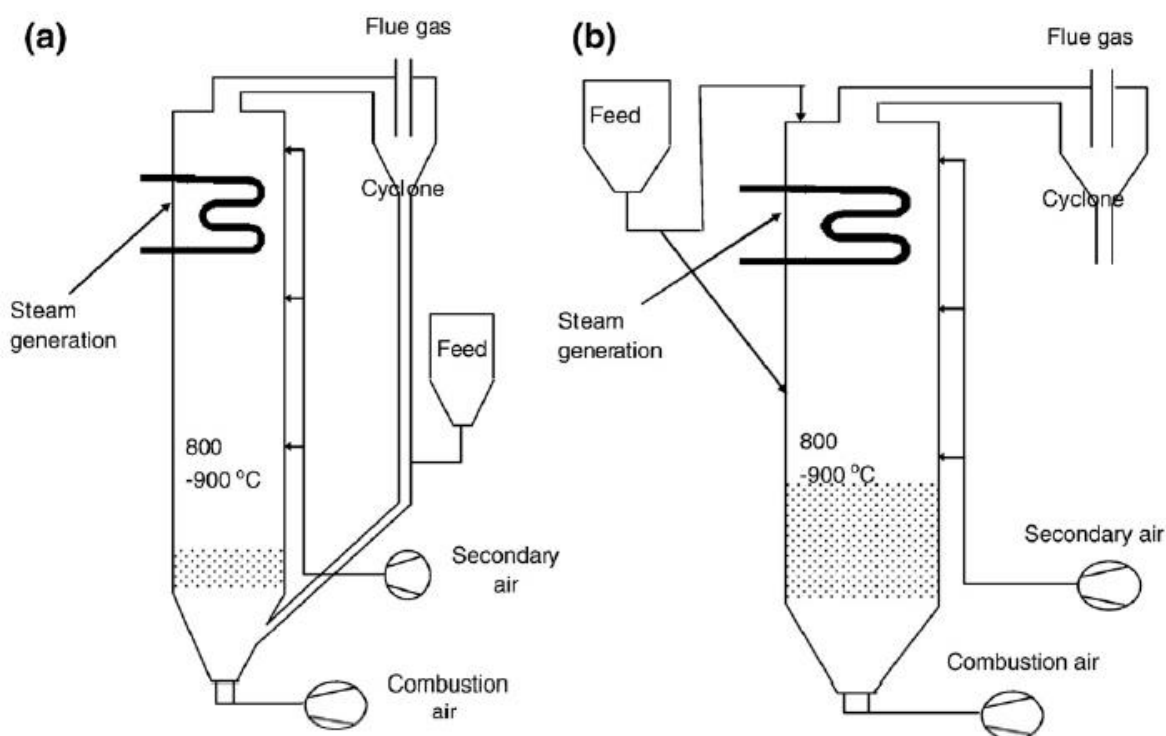 (a)
Flue gas
Cyclone
Steam
generation
Feed
800
-900 °C
Secondary
air
Combustion
air
(b)
Flue gas
Feed
Cyclone
Steam
generation
800
-900 °C
Secondary air
Combustion air